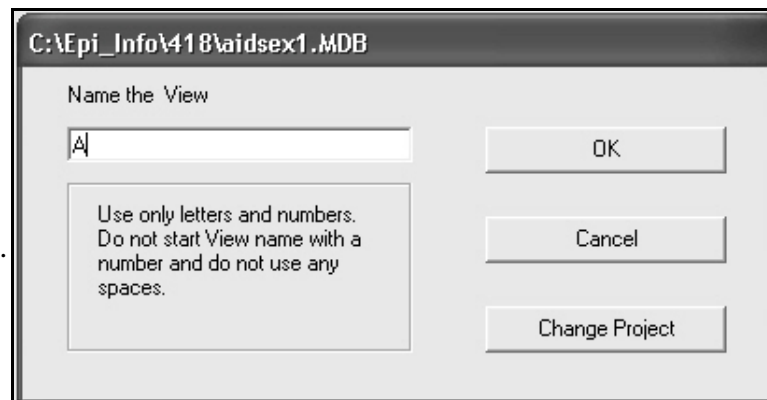 C:\Epi_Info\418\aidsex1.MDB
Name the View
A
OK
Use only letters and numbers.
Do not start View name with a
number and do not use any
spaces.
Cancel
Change Project
.